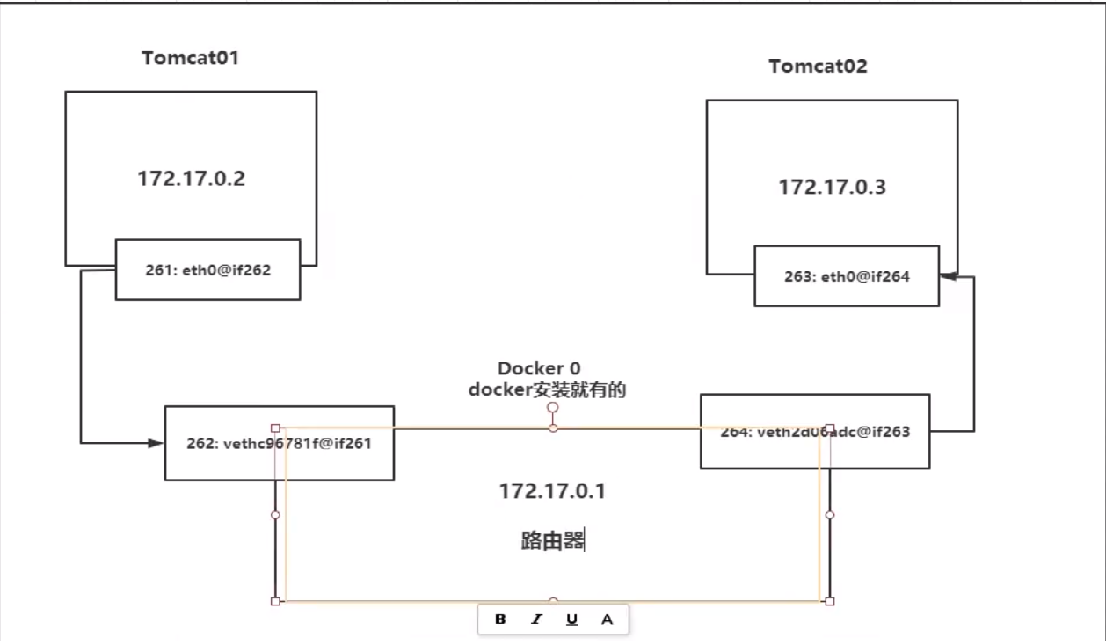 Tomcat01
Tomcat02
172.17.0.2
172.17.0.3
261: eth0@if262
263: eth0@if264
Docker 0
docker安装就有的
262: vethc96781f@if261
264: veth2d06adc@if263
172.17.0.1
路由器
B I U A